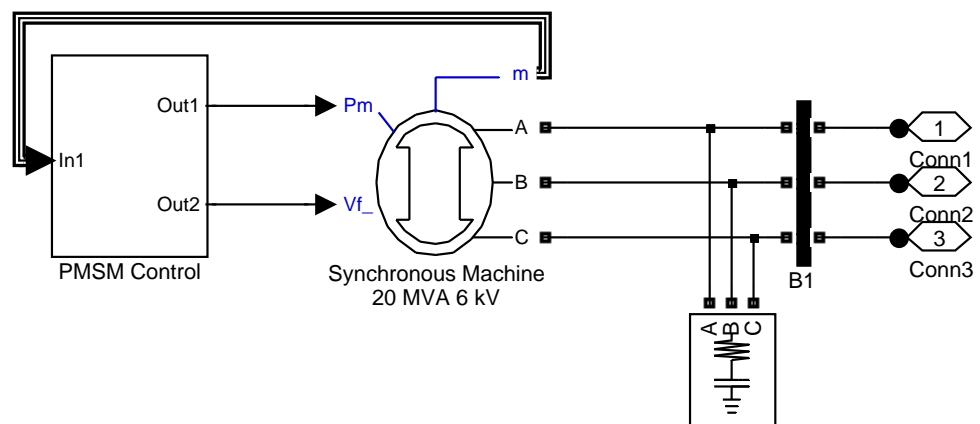 m
Out1
Pm
A
1
In1
Conn1
B
2
Out2
Vf_
Conn2
C
3
PMSM Control
Synchronous Machine
20 MVA 6 kV
B1
Conn3
A
B
C